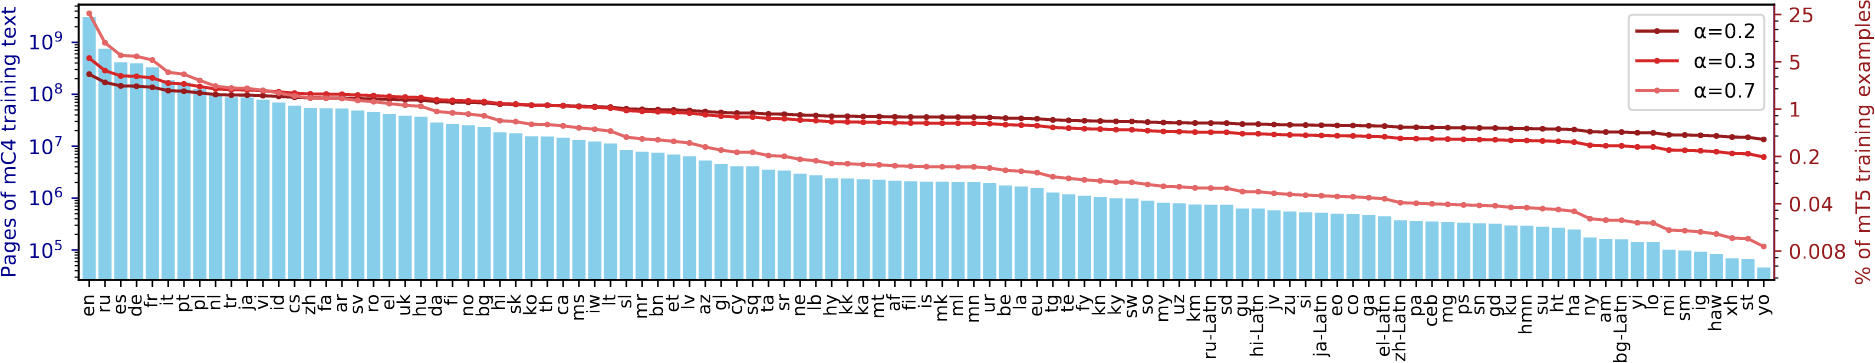 Pages of mC4 training text
10⁹
10⁸
10⁷
10⁶
10⁵
α=0.2
α=0.3
α=0.7
25
5
1
0.2
0.04
0.008
% of mT5 training examples
en ru es de fr it pt pl nl tr ja vi id cs zh fa ar sv ro el uk hu da fi no bg hi sk ko th ca ms iw lt sl mr bn et lv az gl cy sq ta sr ne lb hy kk ka mt af fil is mk ml mn ur be la eu tg te fy kn ky sw so my uz km ru-Latn sd gu hi-Latn jv zu si ja-Latn eo co ga el-Latn zh-Latn pa ceb mg ps sn gd ku hmn su ht ha ny am bg-Latn yi lo mi sm ig haw xh st yo